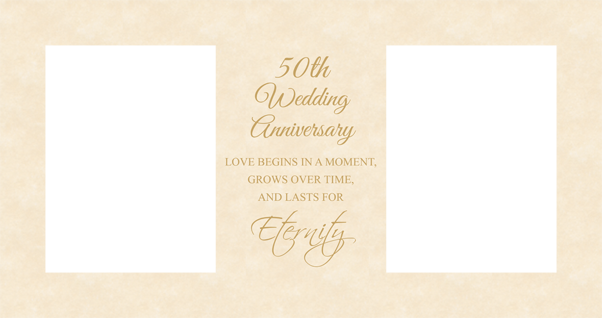 50th
Wedding
Anniversary
LOVE BEGINS IN A MOMENT,
GROWS OVER TIME,
AND LASTS FOR
Eternity